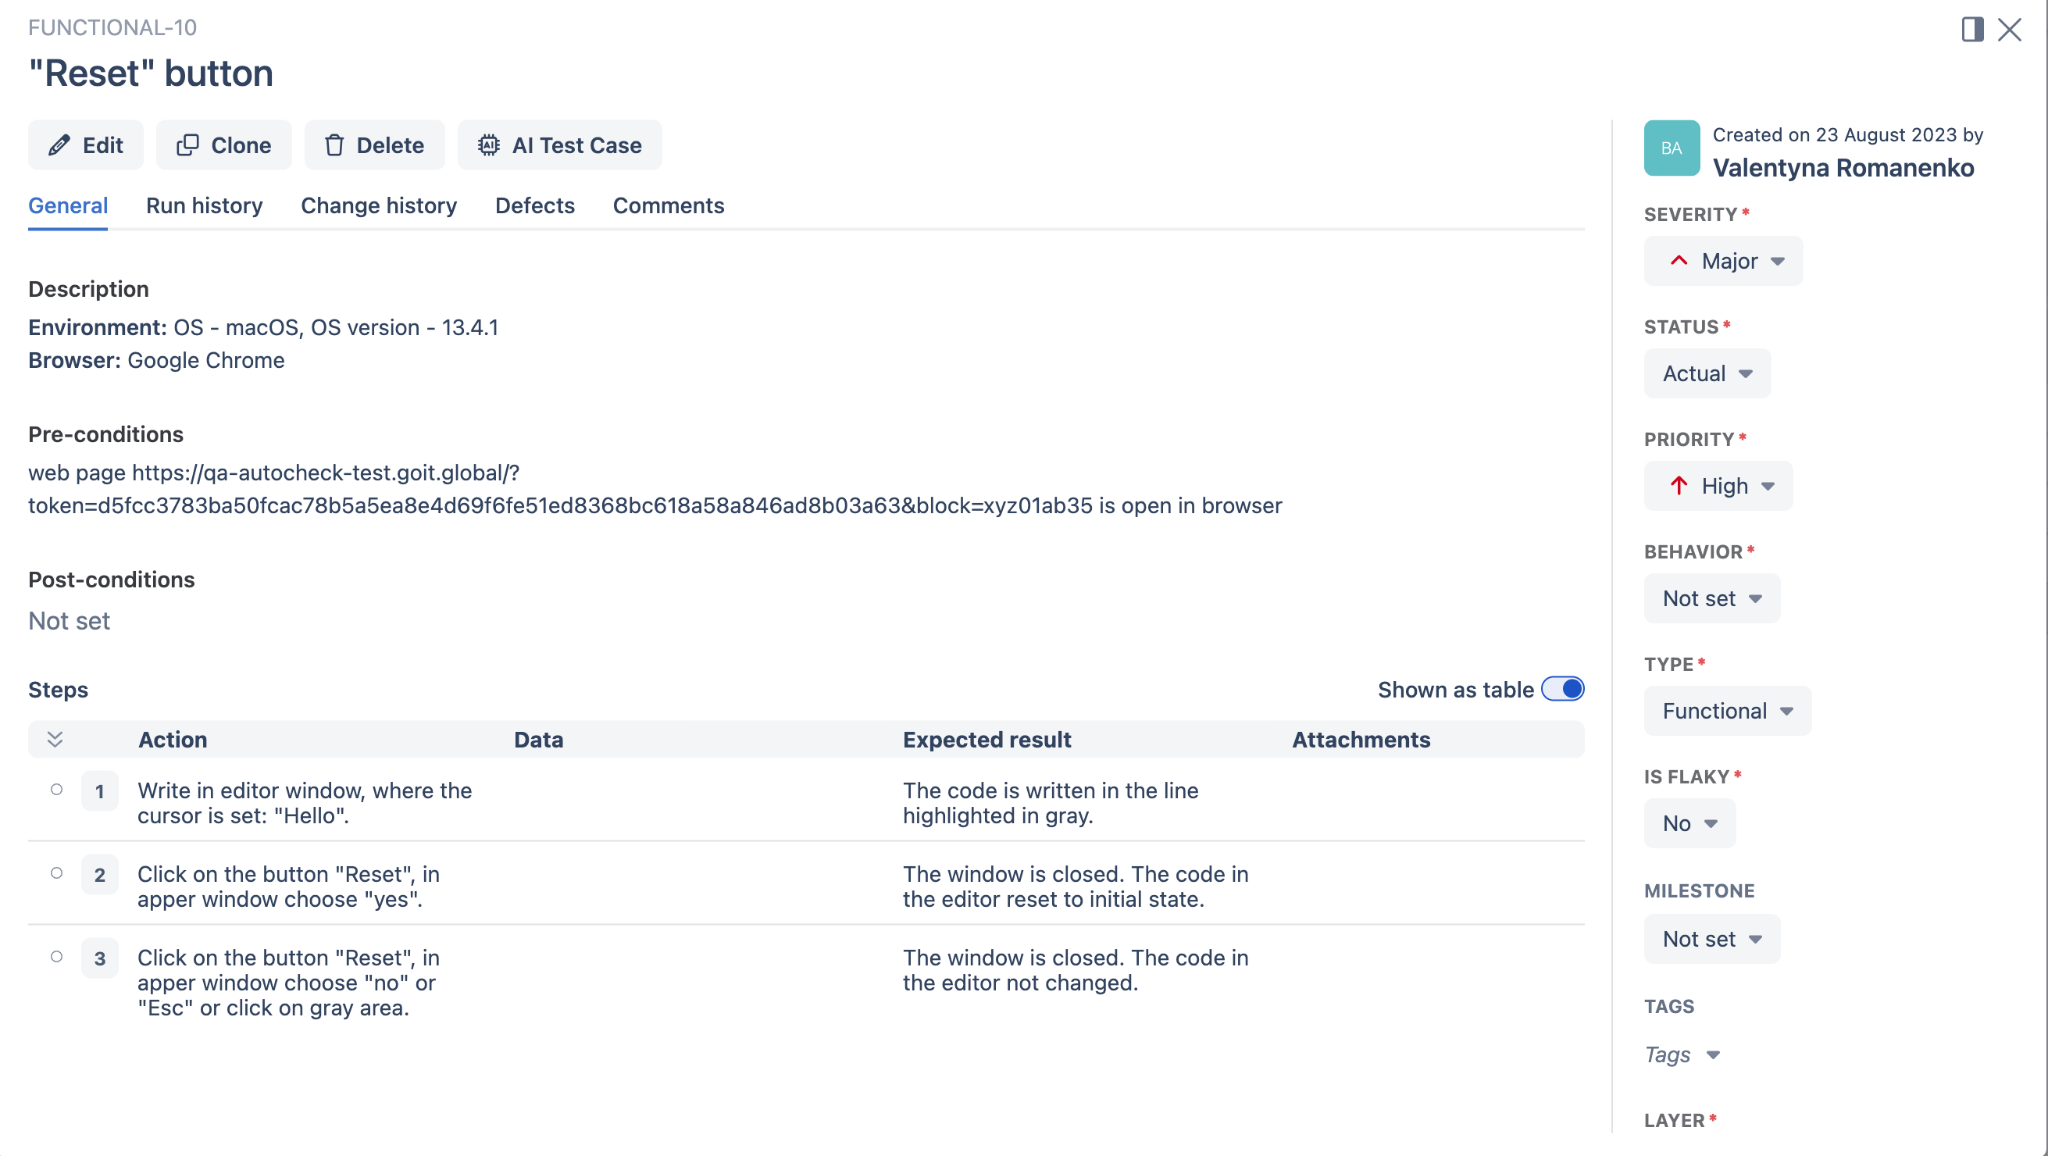 FUNCTIONAL-10
"Reset" button
Edit
Clone
Delete
AI Test Case
General
Run history
Change history
Defects
Comments
Description
Environment: OS - macOS, OS version - 13.4.1
Browser: Google Chrome
Pre-conditions
web page https://qa-autocheck-test.goit.global/?
token=d5fcc3783ba50fcac78b5a5ea8e4d69f6fe51ed8368bc618a58a846ad8b03a63&block=xyz01ab35 is open in browser
Post-conditions
Not set
Steps
Shown as table
Action
Data
Expected result
Attachments
1
Write in editor window, where the
cursor is set: "Hello".
The code is written in the line
highlighted in gray.
2
Click on the button "Reset", in
apper window choose "yes".
The window is closed. The code in
the editor reset to initial state.
3
Click on the button "Reset", in
apper window choose "no" or
"Esc" or click on gray area.
The window is closed. The code in
the editor not changed.
BA
Created on 23 August 2023 by
Valentyna Romanenko
SEVERITY*
Major
STATUS*
Actual
PRIORITY*
High
BEHAVIOR*
Not set
TYPE*
Functional
IS FLAKY*
No
MILESTONE
Not set
TAGS
Tags
LAYER*